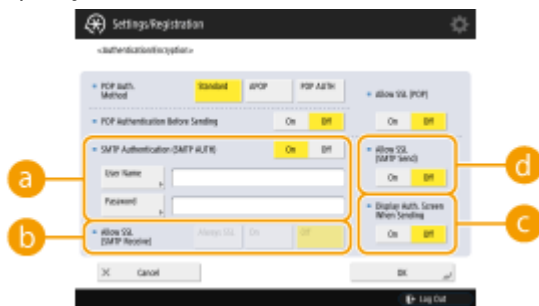 Settings/Registration
<Authentication/Encryption>
POP Auth.
Method
Standard
APOP
POP AUTH
Allow SSL (POP)
POP Authentication Before Sending
On
Off
On
Off
SMTP Authentication (SMTP AUTH)
On
Off
Allow SSL
(SMTP Send)
On
Off
d
a
User Name
Password
Display Auth. Screen
When Sending
On
Off
c
b
Allow SSL
(SMTP Receive)
Always SSL
On
Off
Cancel
OK
Log Out